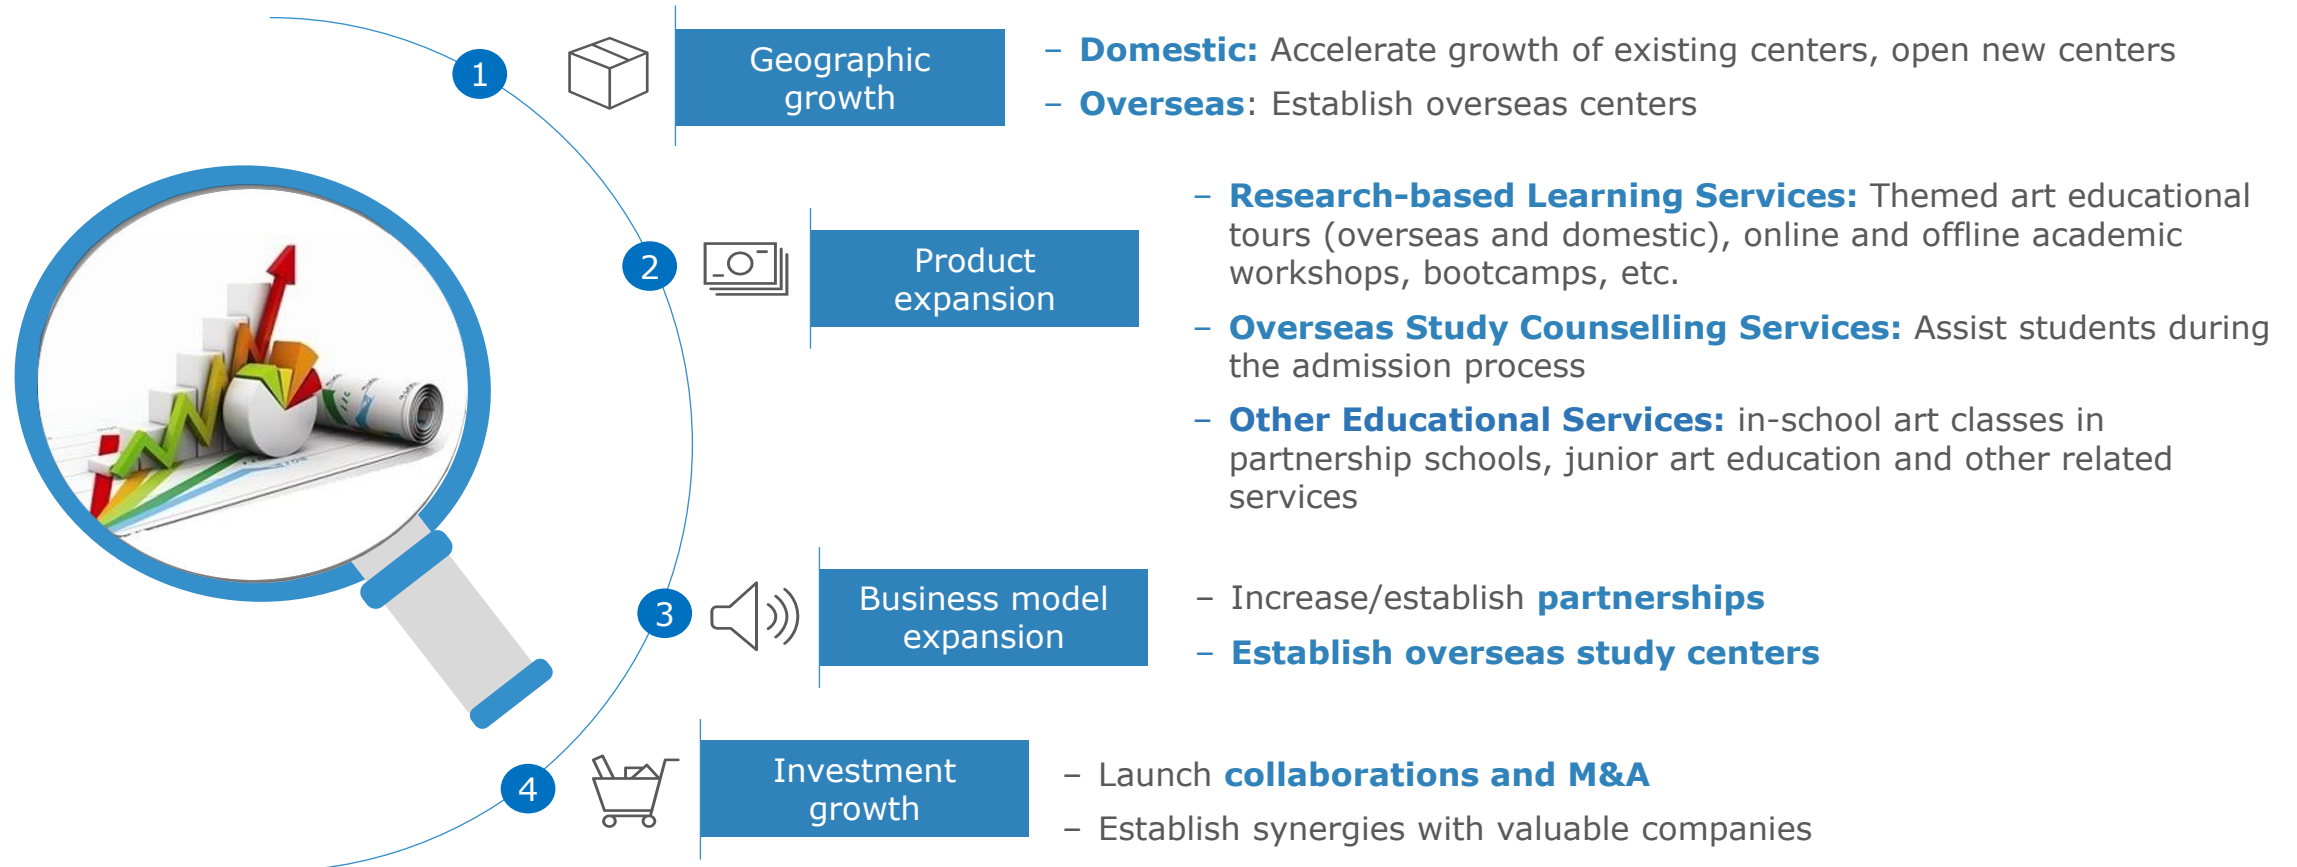 1
Geographic
growth
– Domestic: Accelerate growth of existing centers, open new centers
– Overseas: Establish overseas centers
2
Product
expansion
– Research-based Learning Services: Themed art educational
tours (overseas and domestic), online and offline academic
workshops, bootcamps, etc.
– Overseas Study Counselling Services: Assist students during
the admission process
– Other Educational Services: in-school art classes in
partnership schools, junior art education and other related
services
3
Business model
expansion
– Increase/establish partnerships
– Establish overseas study centers
4
Investment
growth
– Launch collaborations and M&A
– Establish synergies with valuable companies